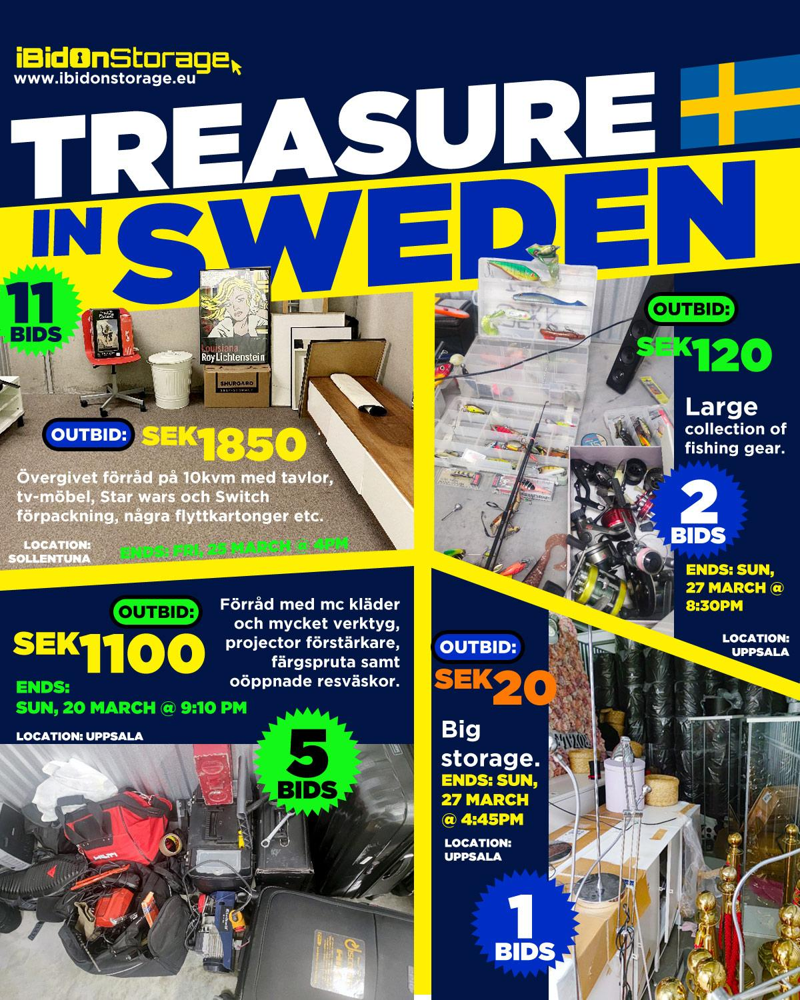 iBidOnStorage
www.ibidonstorage.eu
TREASURE
IN SWEDEN
11
BIDS
Louisiana
Roy Lichtenstein
SHURGARD
SELF-STORAGE
OUTBID: SEK1850
Övergivet förråd på 10kvm med tavlor,
tv-möbel, Star wars och Switch
förpackning, några flyttkartonger etc.
LOCATION:
SOLLENTUNA
ENDS: FRI, 25 MARCH @ 4PM
OUTBID:
SEK120
Large
collection of
fishing gear.
2
BIDS
ENDS: SUN,
27 MARCH @
8:30PM
LOCATION:
UPPSALA
OUTBID:
SEK1100
ENDS:
SUN, 20 MARCH @ 9:10 PM
LOCATION: UPPSALA
Förråd med mc kläder
och mycket verktyg,
projector förstärkare,
färgspruta samt
oöppnade resväskor.
5
BIDS
HILTI
Einhell
OUTBID:
SEK20
Big
storage.
ENDS: SUN,
27 MARCH
@ 4:45PM
LOCATION:
UPPSALA
1
BIDS